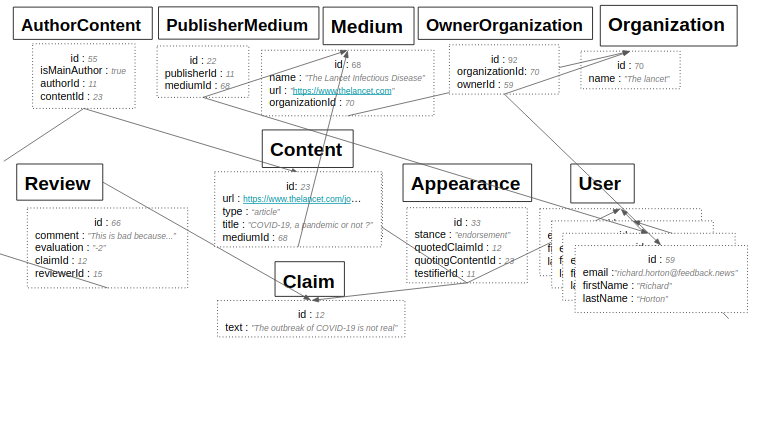 AuthorContent
PublisherMedium
Medium
OwnerOrganization
Organization
id : 55
isMainAuthor : true
authorId : 11
contentId : 23
id : 22
publisherId : 11
mediumId : 68
id : 68
name : "The Lancet Infectious Disease"
url : "https://www.thelancet.com"
organizationId : 70
id : 92
organizationId: 70
ownerId : 59
id : 70
name : "The lancet"
Content
id: 23
url : https://www.thelancet.com/jo…
type : "article"
title : "COVID-19, a pandemic or not ?"
mediumId : 68
Review
id : 66
comment : "This is bad because..."
evaluation : "-2"
claimId : 12
reviewerId : 15
Appearance
id : 33
stance : "endorsement"
quotedClaimId : 12
quotingContentId : 23
testifierId : 11
User
id : 59
email :"richard.horton@feedback.news"
firstName : "Richard"
lastName : "Horton"
Claim
id : 12
text : "The outbreak of COVID-19 is not real"